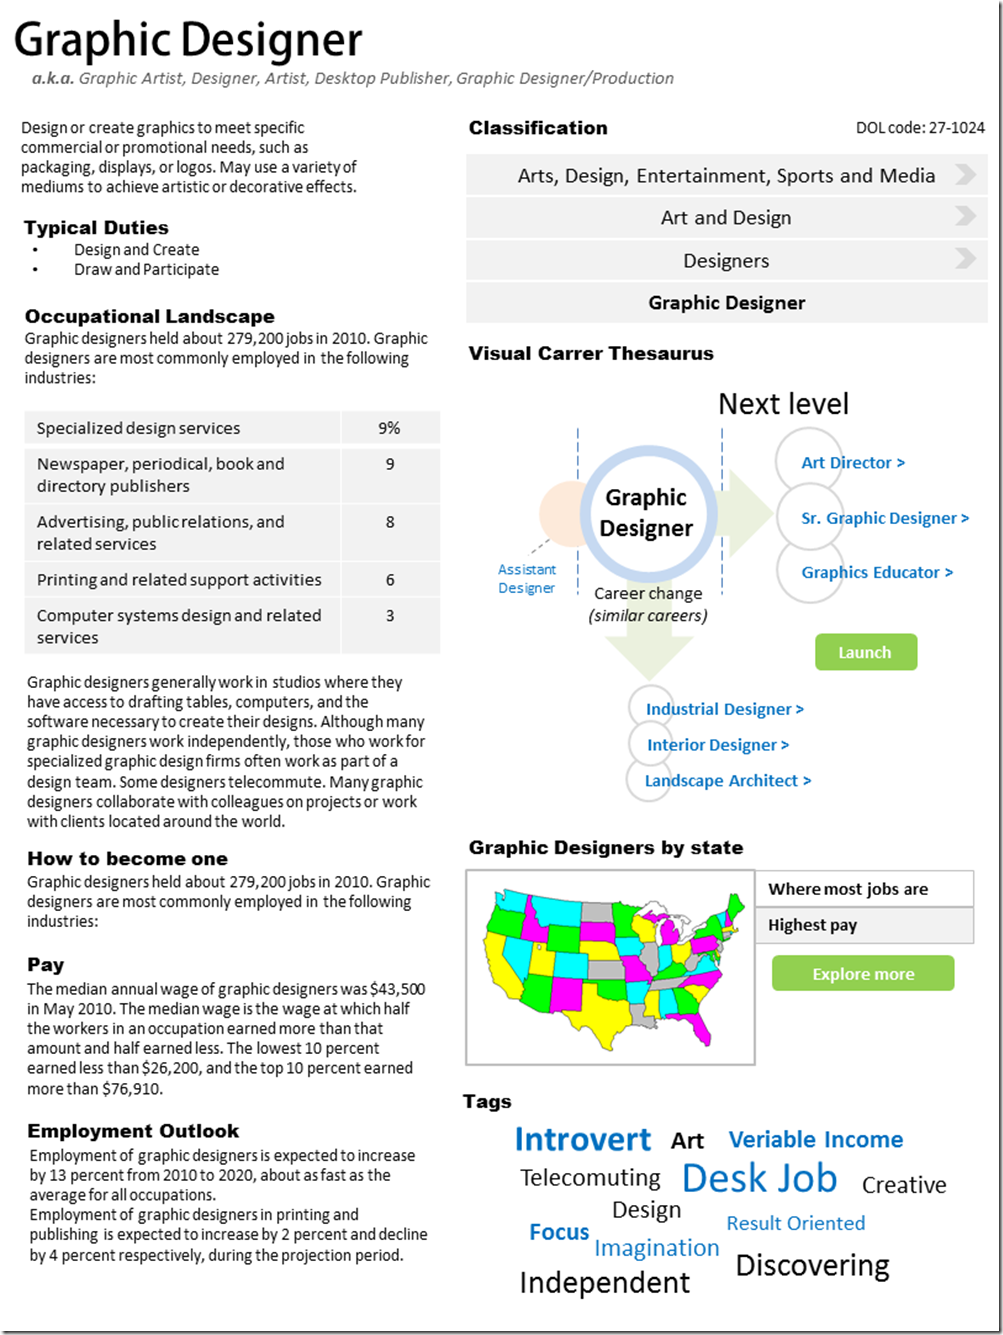 Graphic Designer
a.k.a. Graphic Artist, Designer, Artist, Desktop Publisher, Graphic Designer/Production
Design or create graphics to meet specific
commercial or promotional needs, such as
packaging, displays, or logos. May use a variety of
mediums to achieve artistic or decorative effects.
Typical Duties
• Design and Create
• Draw and Participate
Occupational Landscape
Graphic designers held about 279,200 jobs in 2010. Graphic
designers are most commonly employed in the following
industries:
Specialized design services 9%
Newspaper, periodical, book and 9
directory publishers
Advertising, public relations, and 8
related services
Printing and related support activities 6
Computer systems design and related 3
services
Graphic designers generally work in studios where they
have access to drafting tables, computers, and the
software necessary to create their designs. Although many
graphic designers work independently, those who work for
specialized graphic design firms often work as part of a
design team. Some designers telecommute. Many graphic
designers collaborate with colleagues on projects or work
with clients located around the world.
How to become one
Graphic designers held about 279,200 jobs in 2010. Graphic
designers are most commonly employed in the following
industries:
Pay
The median annual wage of graphic designers was $43,500
in May 2010. The median wage is the wage at which half
the workers in an occupation earned more than that
amount and half earned less. The lowest 10 percent
earned less than $26,200, and the top 10 percent earned
more than $76,910.
Employment Outlook
Employment of graphic designers is expected to increase
by 13 percent from 2010 to 2020, about as fast as the
average for all occupations.
Employment of graphic designers in printing and
publishing is expected to increase by 2 percent and decline
by 4 percent respectively, during the projection period.
Classification DOL code: 27-1024
Arts, Design, Entertainment, Sports and Media
Art and Design
Designers
Graphic Designer
Visual Carrer Thesaurus
Next level
Graphic
Designer
Assistant
Designer
Art Director >
Sr. Graphic Designer >
Graphics Educator >
Career change
(similar careers)
Launch
Industrial Designer >
Interior Designer >
Landscape Architect >
Graphic Designers by state
Where most jobs are
Highest pay
Explore more
Tags
Introvert Art Veriable Income
Telecomuting Desk Job Creative
Design
Focus Result Oriented
Imagination
Independent Discovering